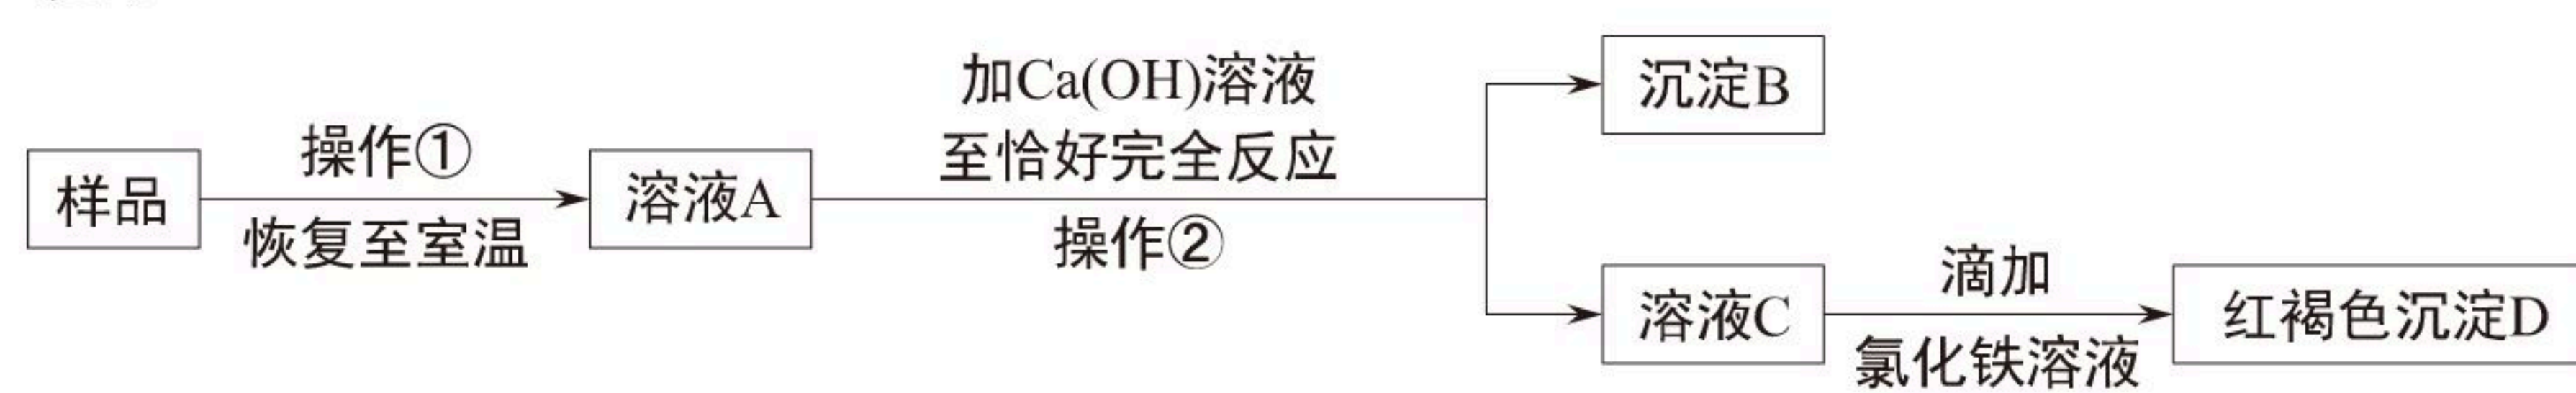 样品
操作①
恢复至室温
溶液A
加Ca(OH)溶液
至恰好完全反应
操作②
沉淀B
溶液C
滴加
氯化铁溶液
红褐色沉淀D